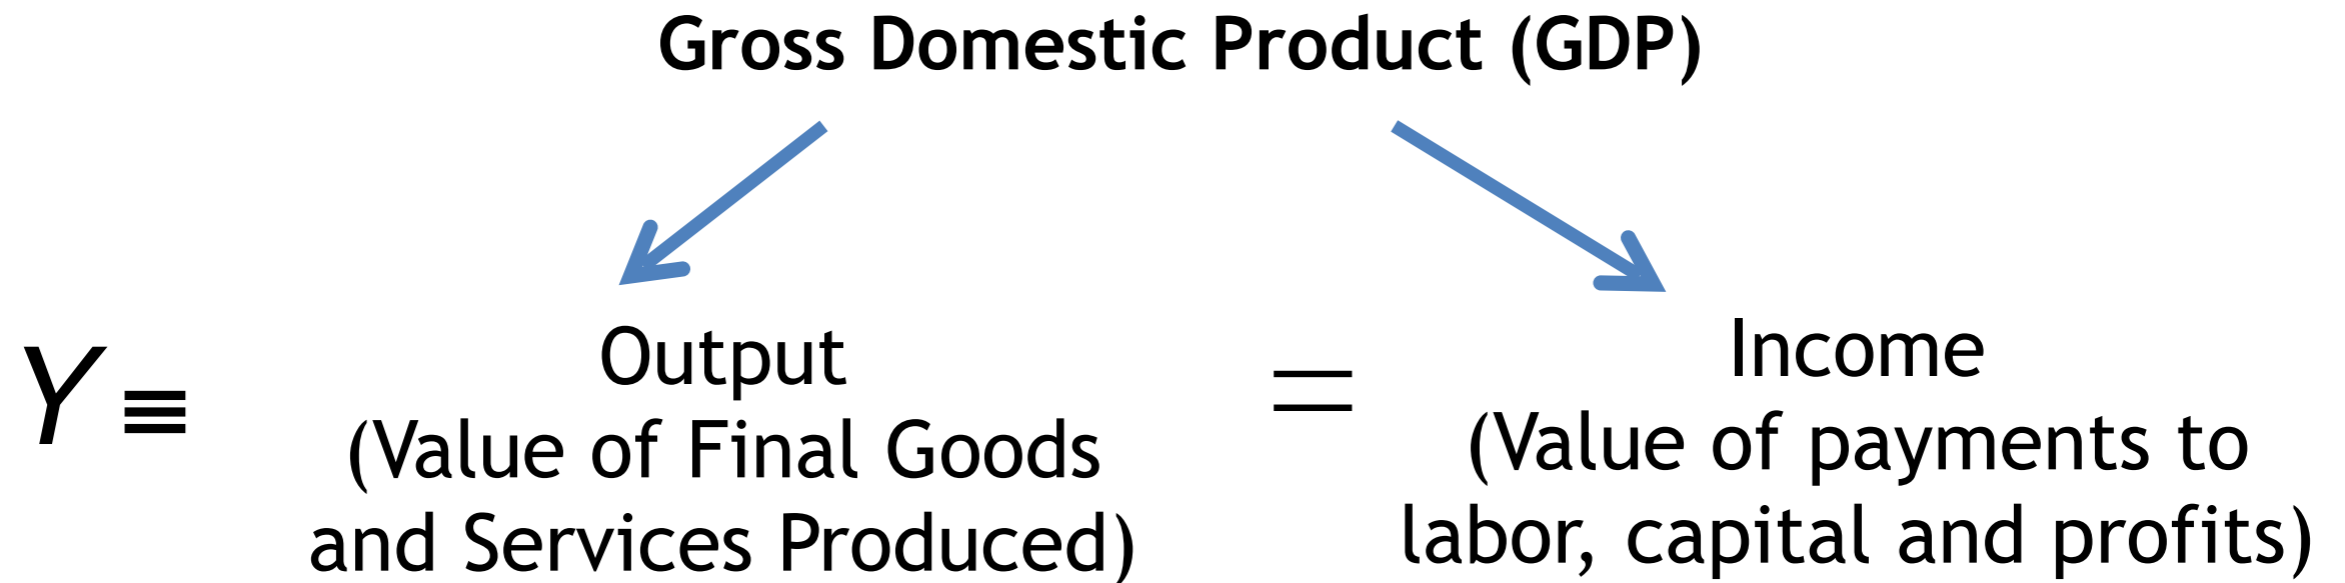 Gross Domestic Product (GDP)
Y ≡
Output
(Value of Final Goods
and Services Produced)
=
Income
(Value of payments to
labor, capital and profits)